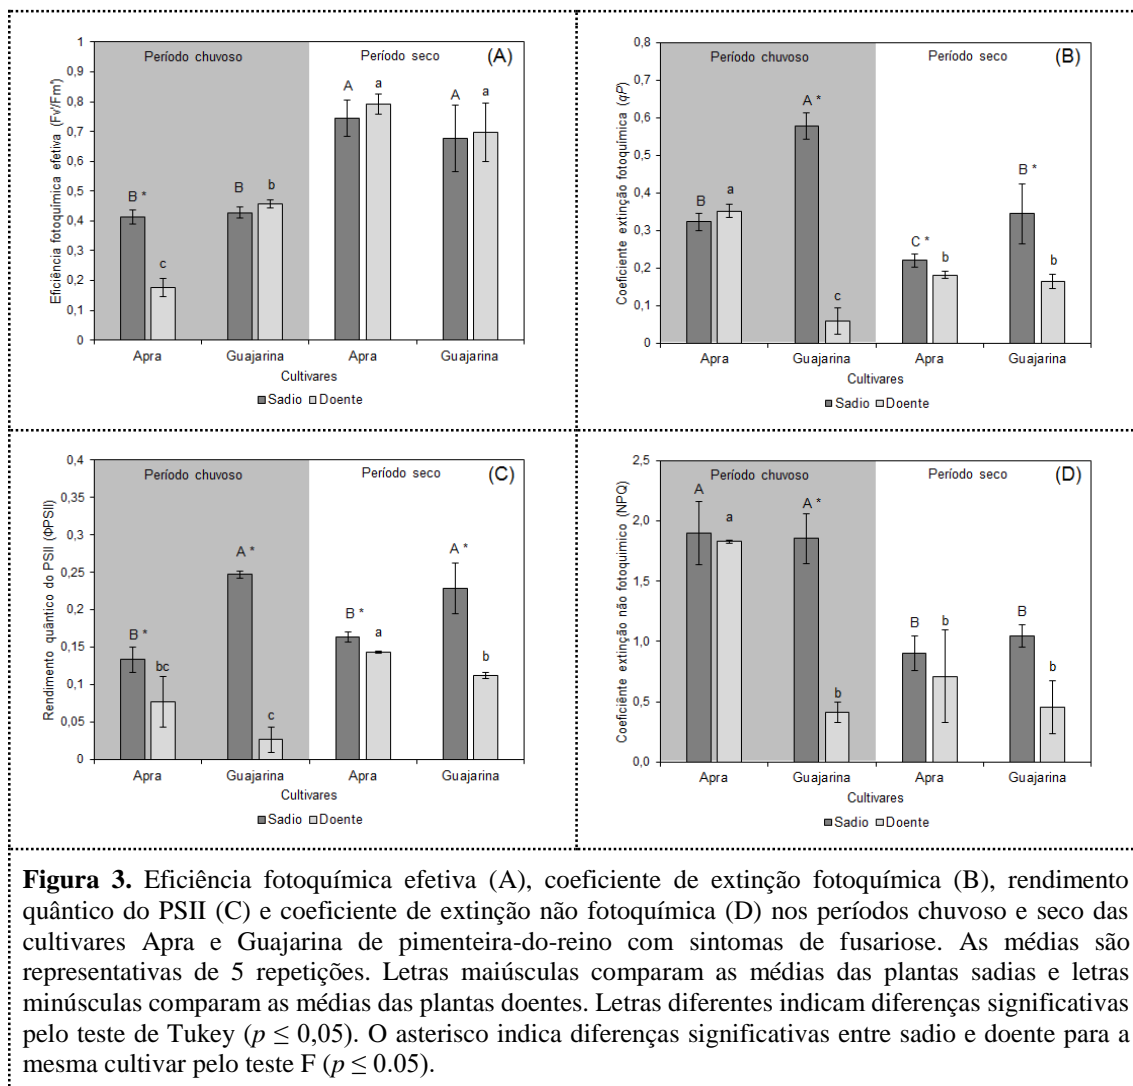 (A)
Período chuvoso
Período seco
Eficiência fotoquímica efetiva (Fv'/Fm')
1
0,9
0,8
0,7
0,6
0,5
0,4
0,3
0,2
0,1
0
B *
c
B
b
A
a
A
a
Apra
Guajarina
Apra
Guajarina
Cultivares
Sadio
Doente
(B)
Período chuvoso
Período seco
Coeficiente extinção fotoquímica (qP)
0,8
0,7
0,6
0,5
0,4
0,3
0,2
0,1
0
B
a
A *
c
C *
b
B *
b
Apra
Guajarina
Apra
Guajarina
Cultivares
Sadio
Doente
(C)
Período chuvoso
Período seco
Rendimento quântico do PSII (ΦPSII)
0,4
0,35
0,3
0,25
0,2
0,15
0,1
0,05
0
B *
bc
A *
c
B *
a
A *
b
Apra
Guajarina
Apra
Guajarina
Cultivares
Sadio
Doente
(D)
Período chuvoso
Período seco
Coeficiênte extinção não fotoquímico (NPQ)
2,5
2,0
1,5
1,0
0,5
0,0
A
a
A *
b
B
b
B
b
Apra
Guajarina
Apra
Guajarina
Cultivares
Sadio
Doente
Figura 3. Eficiência fotoquímica efetiva (A), coeficiente de extinção fotoquímica (B), rendimento
quântico do PSII (C) e coeficiente de extinção não fotoquímica (D) nos períodos chuvoso e seco das
cultivares Apra e Guajarina de pimenteira-do-reino com sintomas de fusariose. As médias são
representativas de 5 repetições. Letras maiúsculas comparam as médias das plantas sadias e letras
minúsculas comparam as médias das plantas doentes. Letras diferentes indicam diferenças significativas
pelo teste de Tukey (p ≤ 0,05). O asterisco indica diferenças significativas entre sadio e doente para a
mesma cultivar pelo teste F (p ≤ 0.05).